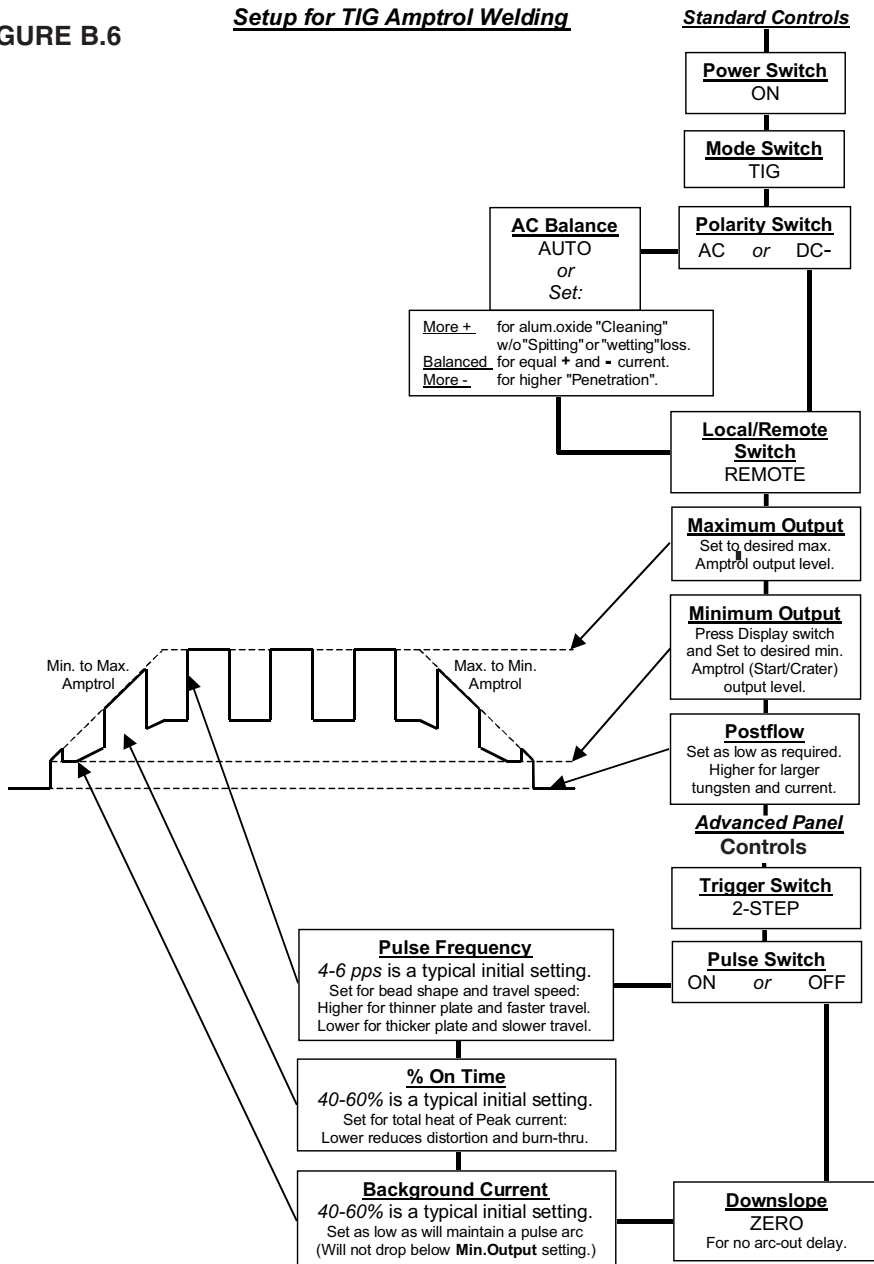 GURE B.6
Setup for TIG Amptrol Welding
Standard Controls
Power Switch
ON
Mode Switch
TIG
AC Balance
AUTO
or
Set:
Polarity Switch
AC or DC-
More + for alum.oxide "Cleaning"
w/o"Spitting"or"wetting"loss.
Balanced for equal + and - current.
More - for higher "Penetration".
Local/Remote
Switch
REMOTE
Maximum Output
Set to desired max.
Amptrol output level.
Minimum Output
Press Display switch
and Set to desired min.
Amptrol (Start/Crater)
output level.
Min. to Max.
Amptrol
Max. to Min.
Amptrol
Postflow
Set as low as required.
Higher for larger
tungsten and current.
Advanced Panel
Controls
Trigger Switch
2-STEP
Pulse Frequency
4-6 pps is a typical initial setting.
Set for bead shape and travel speed:
Higher for thinner plate and faster travel.
Lower for thicker plate and slower travel.
Pulse Switch
ON or OFF
% On Time
40-60% is a typical initial setting.
Set for total heat of Peak current:
Lower reduces distortion and burn-thru.
Background Current
40-60% is a typical initial setting.
Set as low as will maintain a pulse arc
(Will not drop below Min.Output setting.)
Downslope
ZERO
For no arc-out delay.